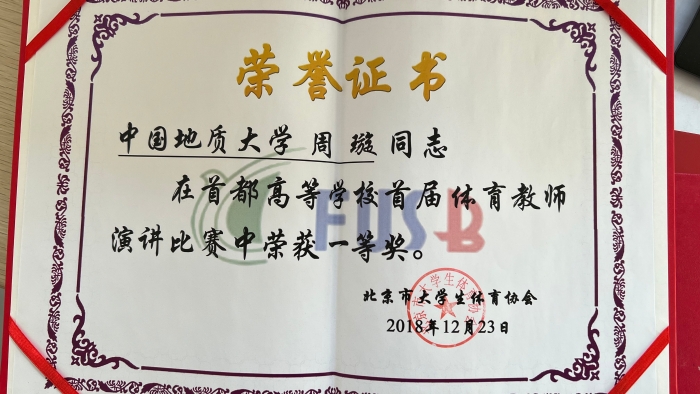 荣誉证书
中国地质大学 周璇 同志
在首都高等学校首届体育教师
演讲比赛中荣获一等奖。
北京市大学生体育协会
2018年12月23日